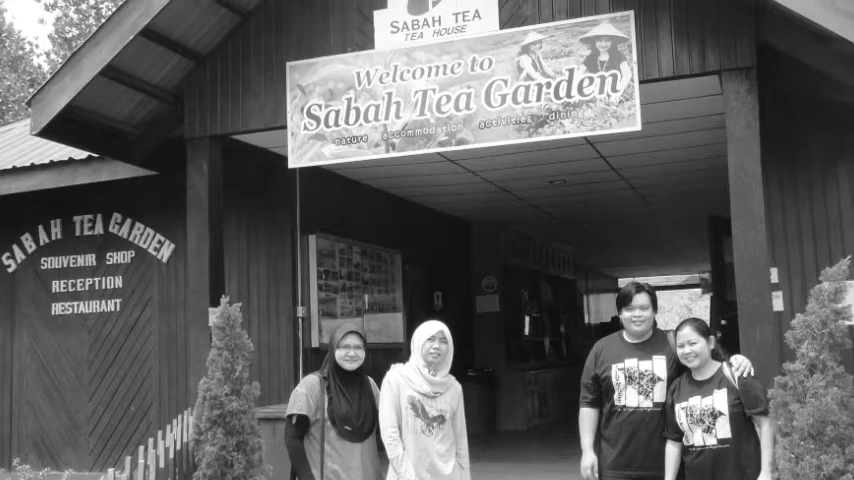 SABAH TEA
TEA HOUSE
Welcome to
Sabah Tea Garden
nature accommodation activities dining
SABAH TEA GARDEN
SOUVENIR SHOP
RECEPTION
RESTAURANT